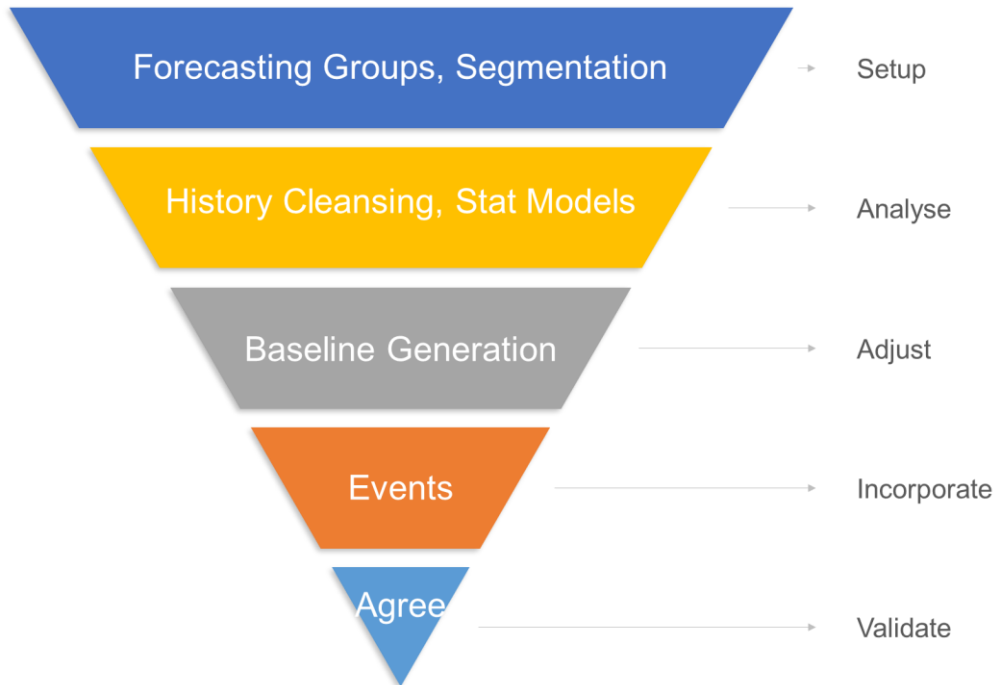 Forecasting Groups, Segmentation
Setup
History Cleansing, Stat Models
Analyse
Baseline Generation
Adjust
Events
Incorporate
Agree
Validate